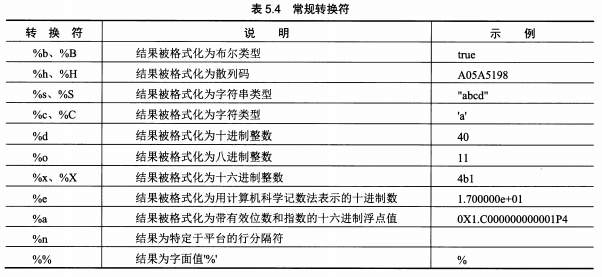 表 5.4 常规转换符
转 换 符 说 明 示 例
%b、%B 结果被格式化为布尔类型 true
%h、%H 结果被格式化为散列码 A05A5198
%s、%S 结果被格式化为字符串类型 "abcd"
%c、%C 结果被格式化为字符类型 'a'
%d 结果被格式化为十进制整数 40
%o 结果被格式化为八进制整数 11
%x、%X 结果被格式化为十六进制整数 4b1
%e 结果被格式化为用计算机科学记数法表示的十进制数 1.700000e+01
%a 结果被格式化为带有效位数和指数的十六进制浮点值 0X1.C000000000001P4
%n 结果为特定于平台的行分隔符
%% 结果为字面值'%' %